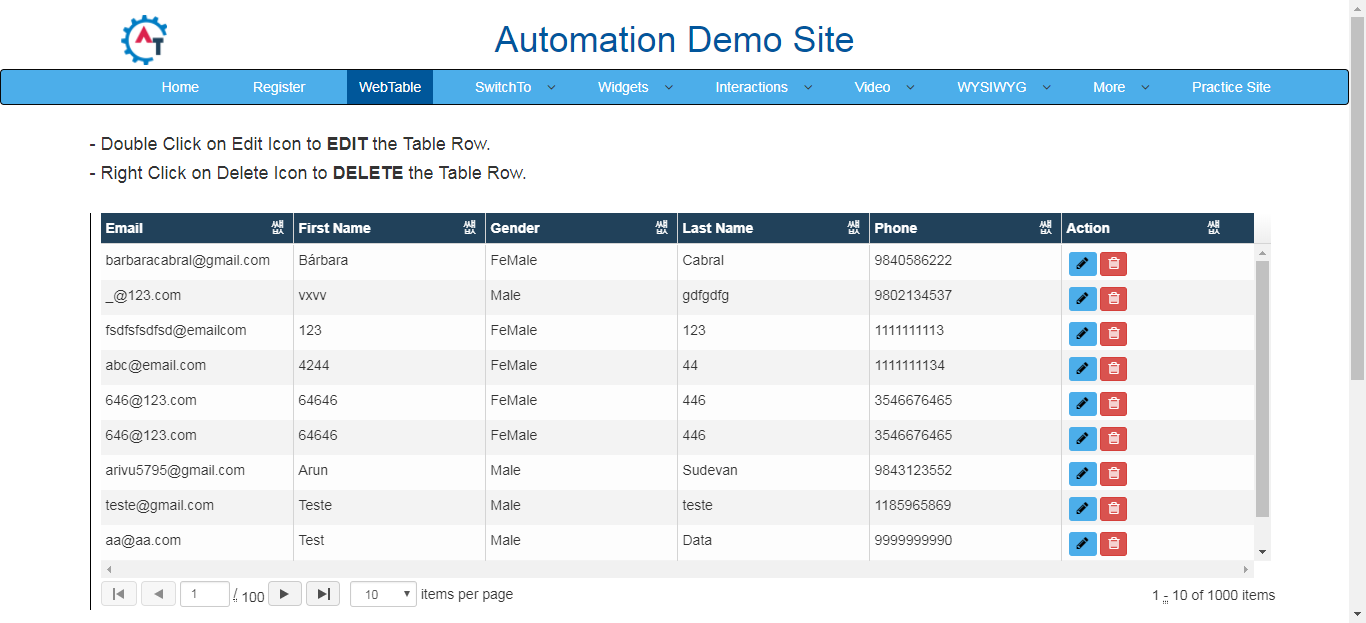 AT
Automation Demo Site
Home Register WebTable SwitchTo Widgets Interactions Video WYSIWYG More Practice Site
- Double Click on Edit Icon to EDIT the Table Row.
- Right Click on Delete Icon to DELETE the Table Row.
Email First Name Gender Last Name Phone Action
barbaracabral@gmail.com Bárbara FeMale Cabral 9840586222
_@123.com vxvv Male gdfgdfg 9802134537
fsdfsfsdfsd@emailcom 123 FeMale 123 1111111113
abc@email.com 4244 FeMale 44 1111111134
646@123.com 64646 FeMale 446 3546676465
646@123.com 64646 FeMale 446 3546676465
arivu5795@gmail.com Arun Male Sudevan 9843123552
teste@gmail.com Teste Male teste 1185965869
aa@aa.com Test Male Data 9999999990
1 / 100 10 items per page 1 - 10 of 1000 items